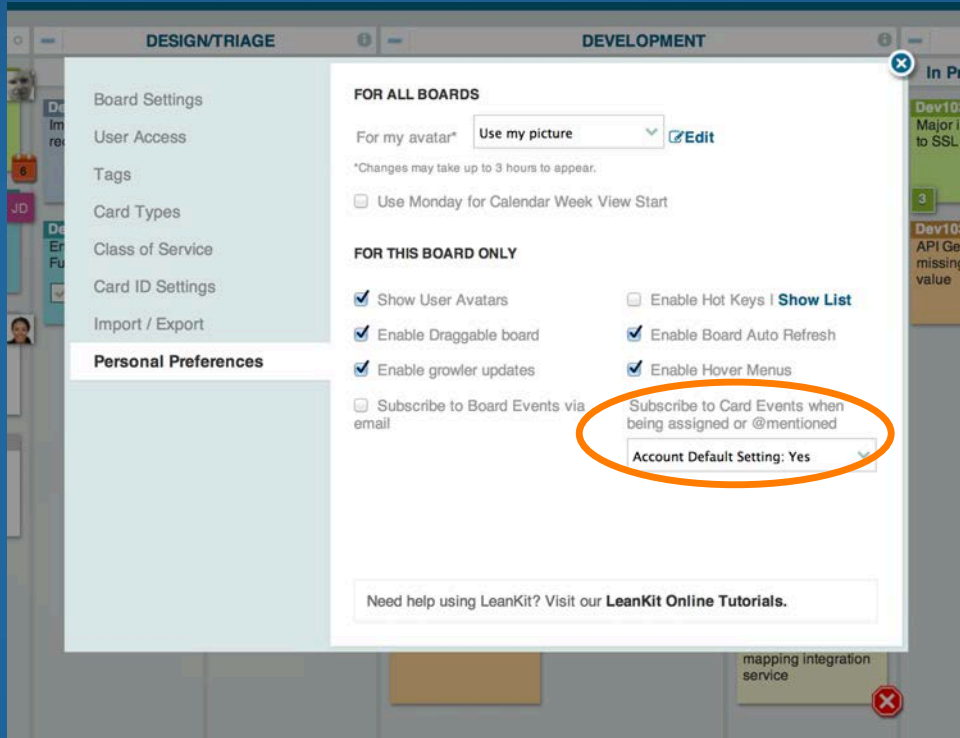 DESIGN/TRIAGE
DEVELOPMENT
In
Board Settings
User Access
Tags
Card Types
Class of Service
Card ID Settings
Import / Export
Personal Preferences
FOR ALL BOARDS
For my avatar*
Use my picture
Edit
*Changes may take up to 3 hours to appear.
Use Monday for Calendar Week View Start
FOR THIS BOARD ONLY
Show User Avatars
Enable Hot Keys | Show List
Enable Draggable board
Enable Board Auto Refresh
Enable growler updates
Enable Hover Menus
Subscribe to Board Events via
email
Subscribe to Card Events when
being assigned or @mentioned
Account Default Setting: Yes
Need help using LeanKit? Visit our LeanKit Online Tutorials.
6
JD
Major
to SSL
3
API
missing
value
mapping integration
service